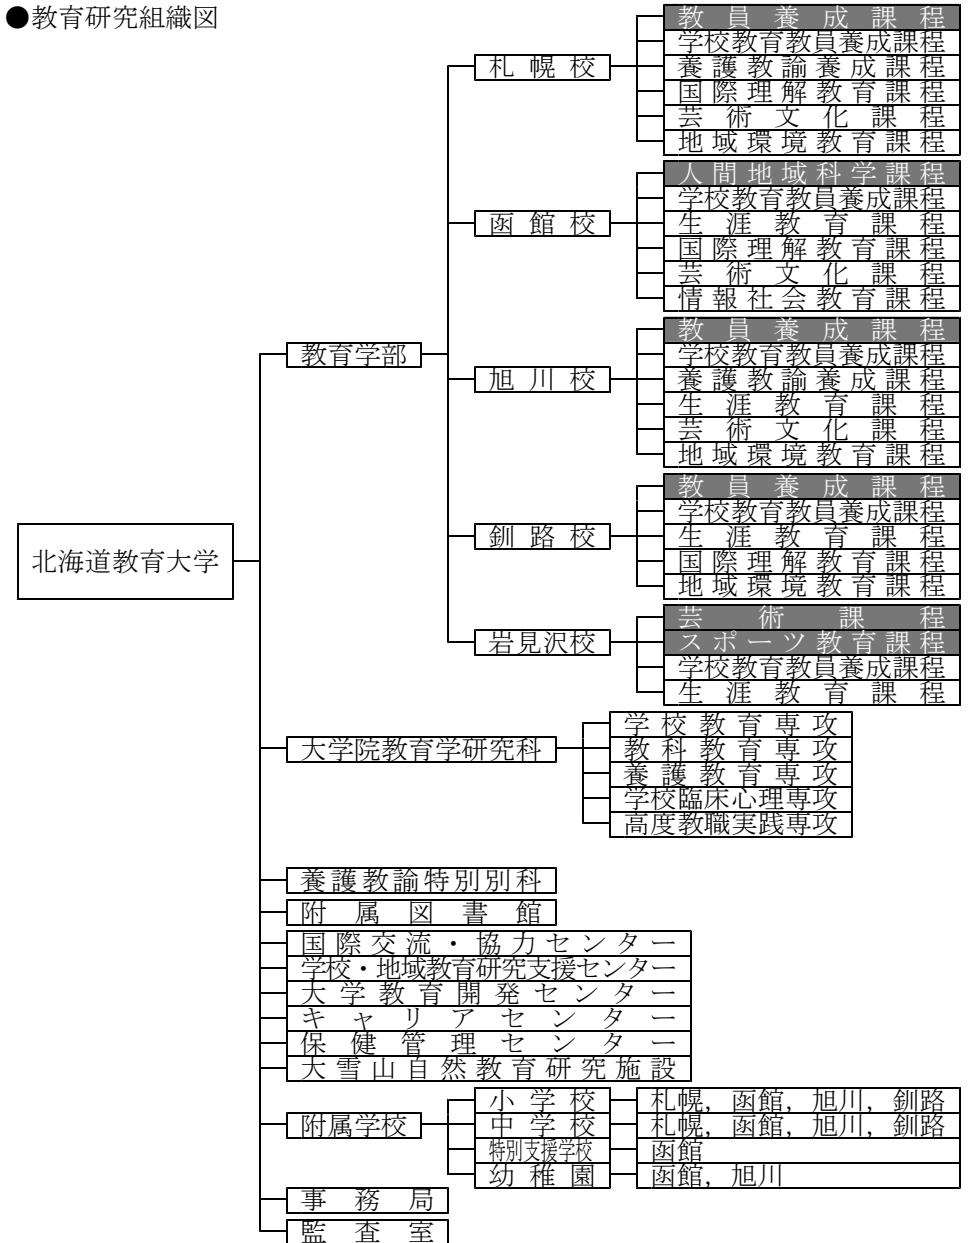 ●教育研究組織図
北海道教育大学
教育学部
札幌校
教員養成課程
学校教育教員養成課程
養護教諭養成課程
国際理解教育課程
芸術文化課程
地域環境教育課程
函館校
人間地域科学課程
学校教育教員養成課程
生涯教育課程
国際理解教育課程
芸術文化課程
情報社会教育課程
旭川校
教員養成課程
学校教育教員養成課程
養護教諭養成課程
生涯教育課程
芸術文化課程
地域環境教育課程
釧路校
教員養成課程
学校教育教員養成課程
生涯教育課程
国際理解教育課程
地域環境教育課程
岩見沢校
芸術課程
スポーツ教育課程
学校教育教員養成課程
生涯教育課程
大学院教育学研究科
学校教育専攻
教科教育専攻
養護教育専攻
学校臨床心理専攻
高度教職実践専攻
養護教諭特別別科
附属図書館
国際交流・協力センター
学校・地域教育研究支援センター
大学教育開発センター
キャリアセンター
保健管理センター
大雪山自然教育研究施設
附属学校
小学校
札幌，函館，旭川，釧路
中学校
札幌，函館，旭川，釧路
特別支援学校
函館
幼稚園
函館，旭川
事務局
監査室